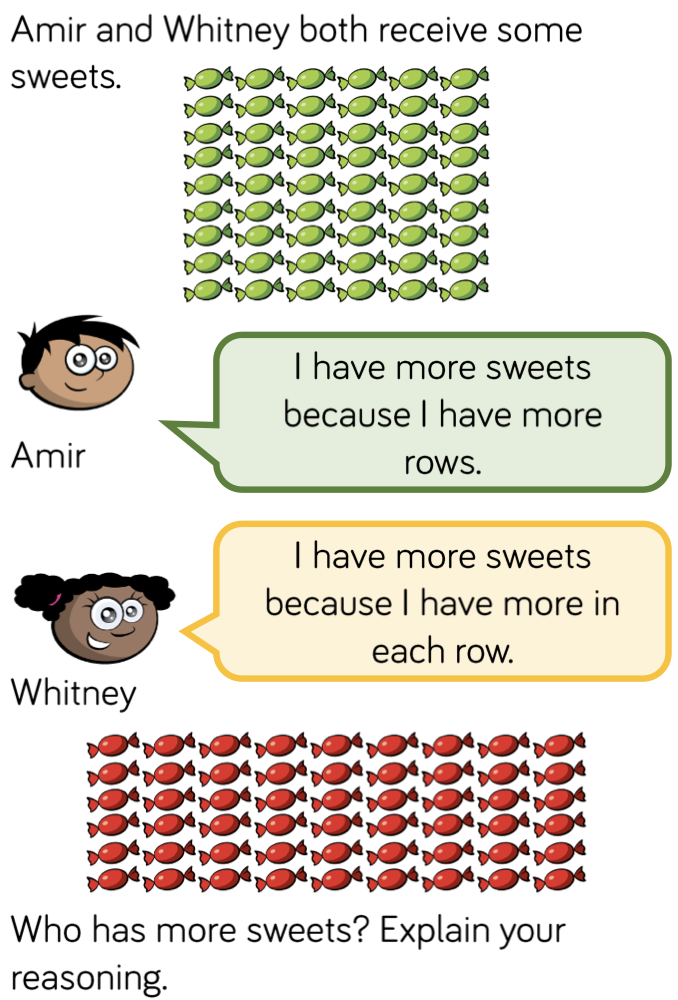 Amir and Whitney both receive some
sweets.
Amir
I have more sweets
because I have more
rows.
Whitney
I have more sweets
because I have more in
each row.
Who has more sweets? Explain your
reasoning.